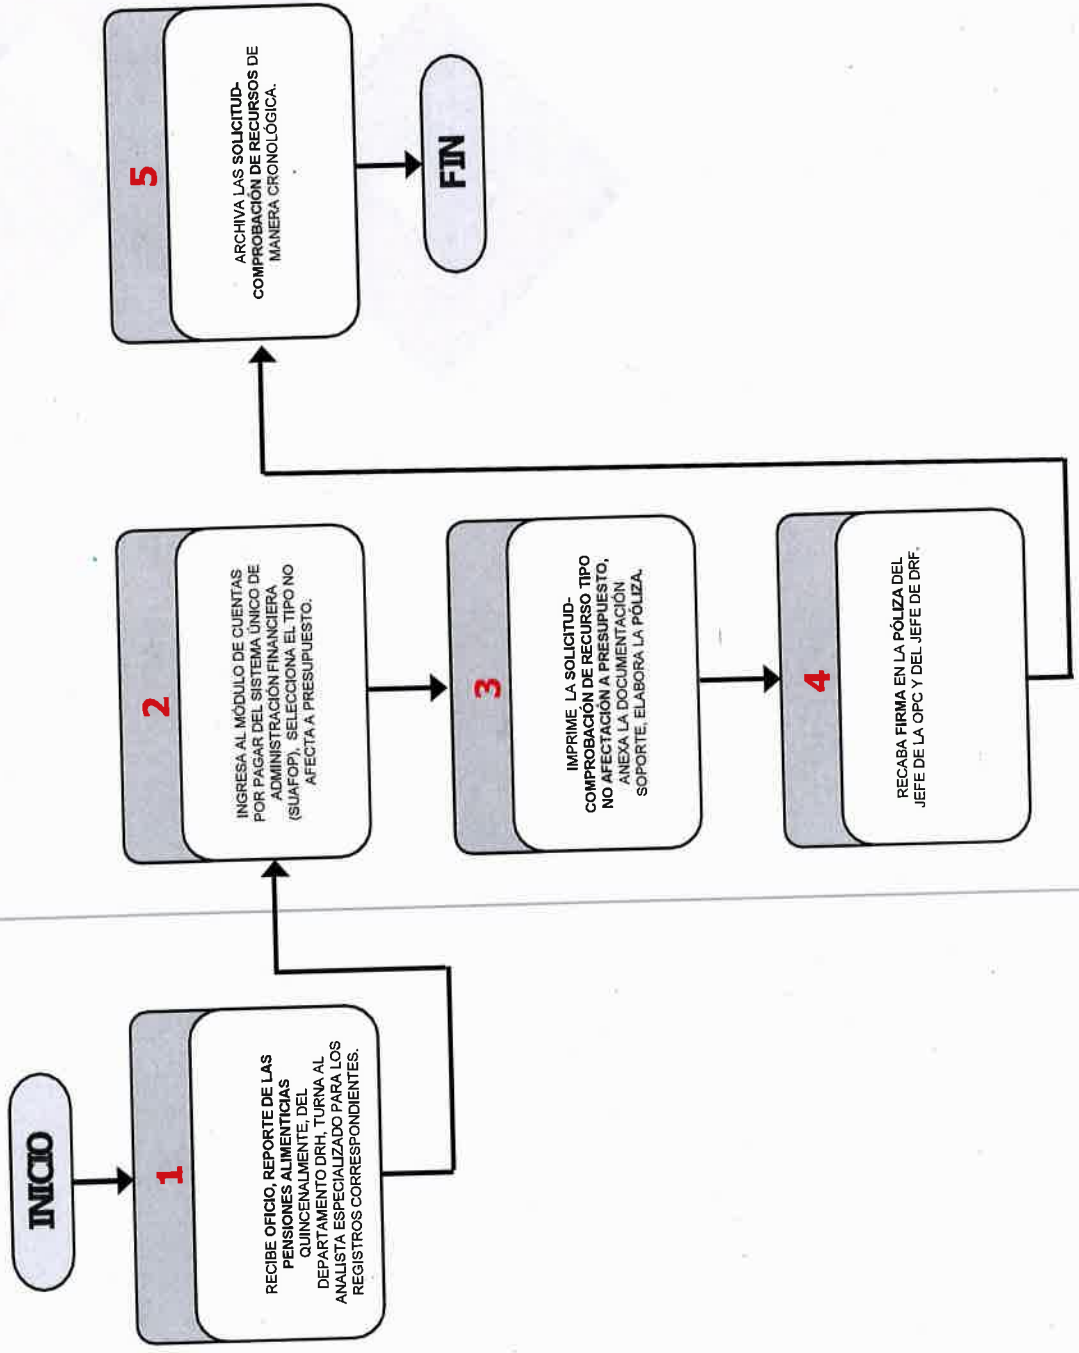 INICIO
1
RECIBE OFICIO, REPORTE DE LAS
PENSIONES ALIMENTICIAS
QUINCENALMENTE, DEL
DEPARTAMENTO DRH, TURNA AL
ANALISTA ESPECIALIZADO PARA LOS
REGISTROS CORRESPONDIENTES.
2
INGRESA AL MÓDULO DE CUENTAS
POR PAGAR DEL SISTEMA ÚNICO DE
ADMINISTRACIÓN FINANCIERA
(SUAFOP), SELECCIONA EL TIPO NO
AFECTA A PRESUPUESTO.
3
IMPRIME LA SOLICITUD-
COMPROBACIÓN DE RECURSO TIPO
NO AFECTACIÓN A PRESUPUESTO,
ANEXA LA DOCUMENTACIÓN
SOPORTE, ELABORA LA PÓLIZA.
4
RECABA FIRMA EN LA PÓLIZA DEL
JEFE DE LA OPC Y DEL JEFE DE DRF.
5
ARCHIVA LAS SOLICITUD-
COMPROBACIÓN DE RECURSOS DE
MANERA CRONOLÓGICA.
FIN